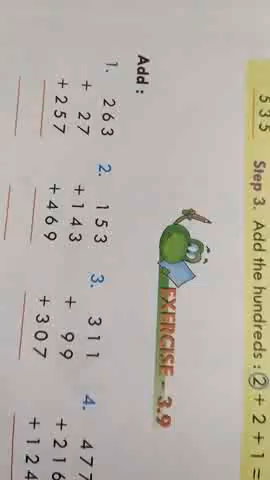 535
Step 3. Add the hundreds : ② + 2 + 1 =
EXERCISE - 3.9
Add :
1. 263 2. 153 3. 311 4. 477
+ 27 +143 + 99 +216
+257 +469 +307 +124